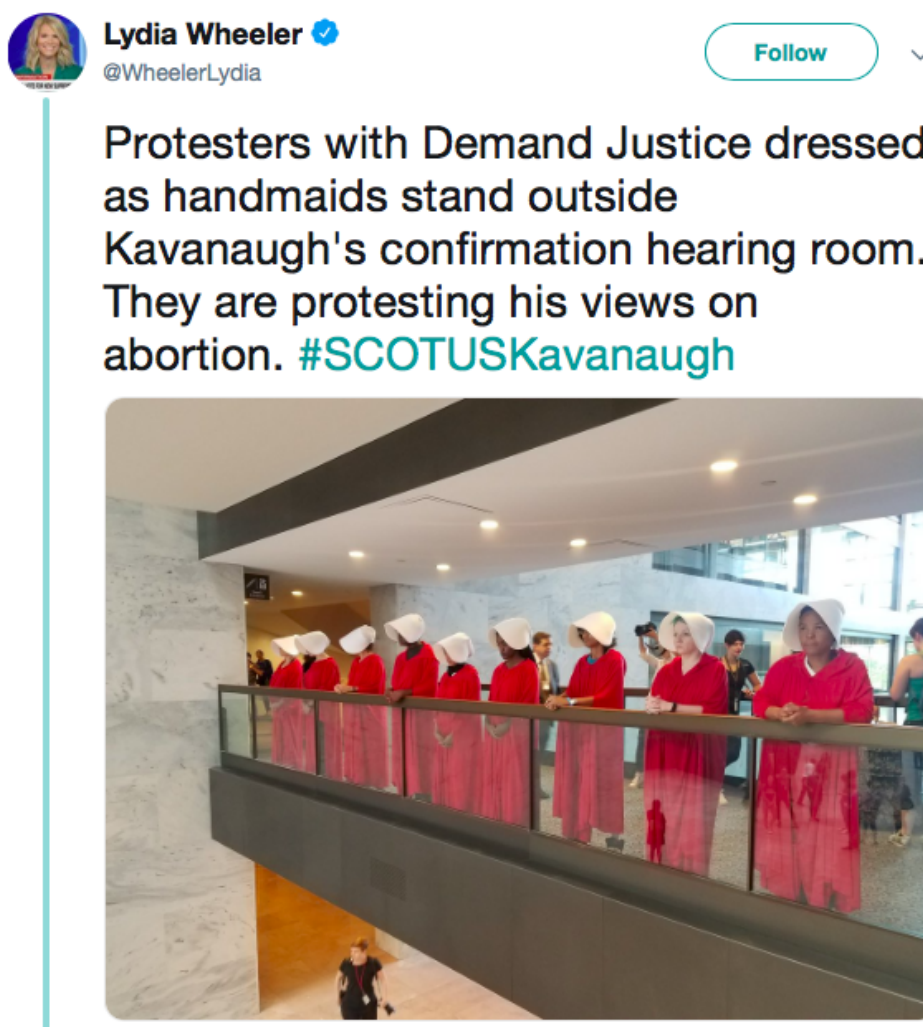 Lydia Wheeler
@WheelerLydia
Follow
Protesters with Demand Justice dressed
as handmaids stand outside
Kavanaugh's confirmation hearing room.
They are protesting his views on
abortion. #SCOTUSKavanaugh